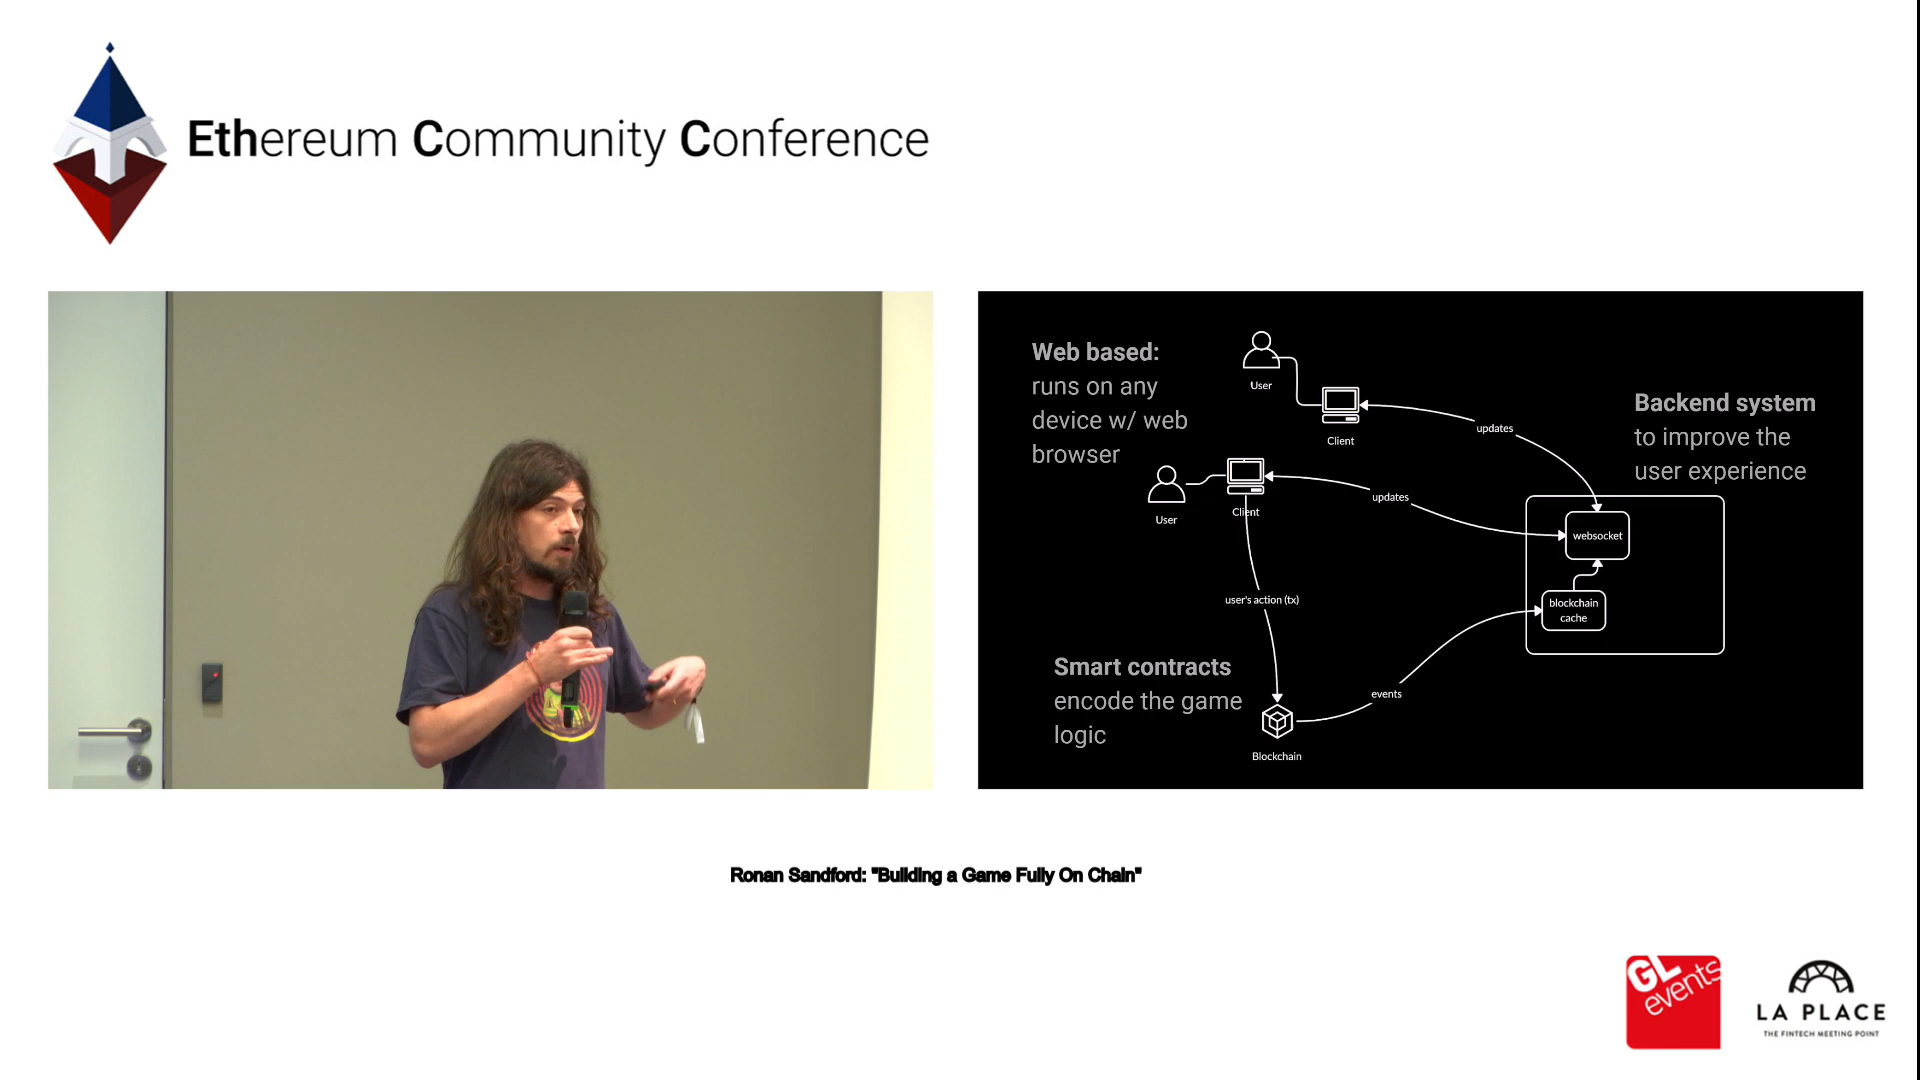 Ethereum Community Conference
Web based:
runs on any
device w/ web
browser
User
Client
updates
Backend system
to improve the
user experience
User
Client
updates
websocket
blockchain
cache
user's action (tx)
Smart contracts
encode the game
logic
events
Blockchain
Ronan Sandford: "Building a Game Fully On Chain"
GL
events
LA PLACE
THE FINTECH MEETING POINT